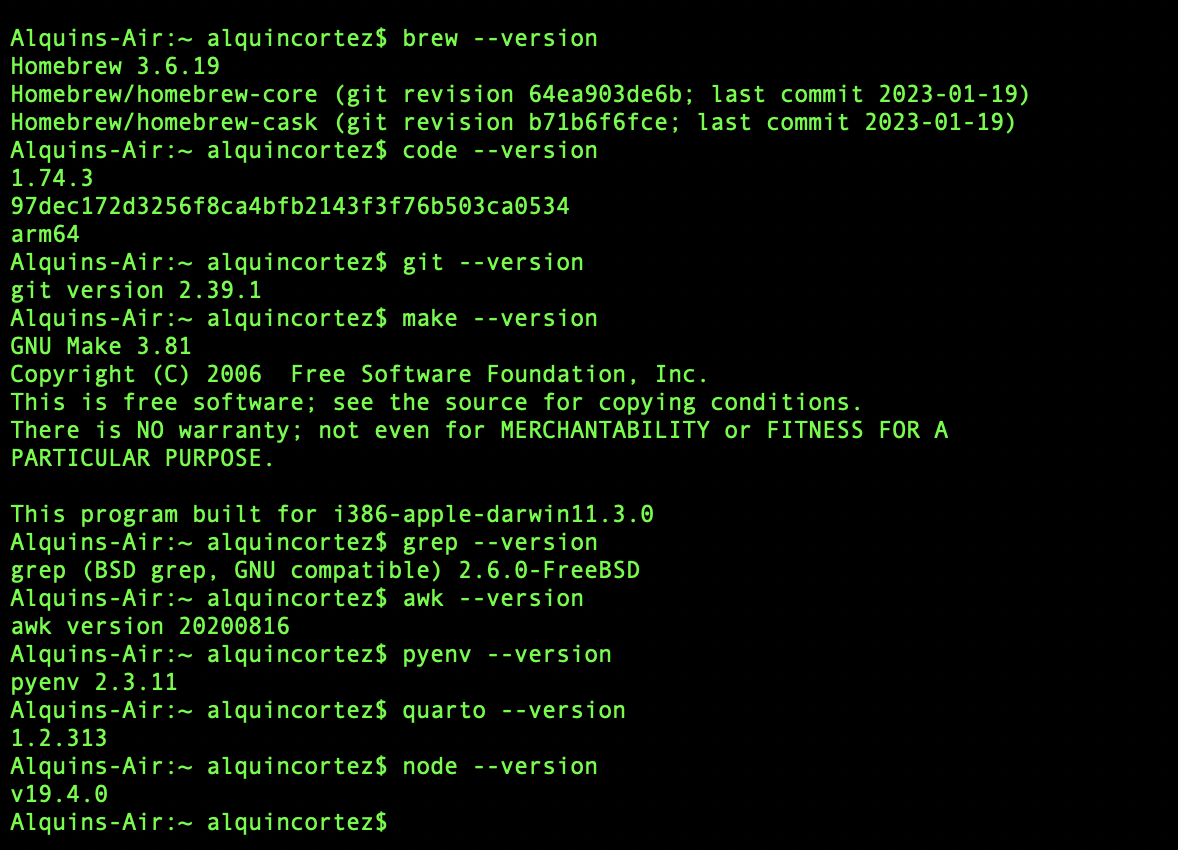 Alquins-Air:~ alquincortez$ brew --version
Homebrew 3.6.19
Homebrew/homebrew-core (git revision 64ea903de6b; last commit 2023-01-19)
Homebrew/homebrew-cask (git revision b71b6f6fce; last commit 2023-01-19)
Alquins-Air:~ alquincortez$ code --version
1.74.3
97dec172d3256f8ca4bfb2143f3f76b503ca0534
arm64
Alquins-Air:~ alquincortez$ git --version
git version 2.39.1
Alquins-Air:~ alquincortez$ make --version
GNU Make 3.81
Copyright (C) 2006  Free Software Foundation, Inc.
This is free software; see the source for copying conditions.
There is NO warranty; not even for MERCHANTABILITY or FITNESS FOR A
PARTICULAR PURPOSE.

This program built for i386-apple-darwin11.3.0
Alquins-Air:~ alquincortez$ grep --version
grep (BSD grep, GNU compatible) 2.6.0-FreeBSD
Alquins-Air:~ alquincortez$ awk --version
awk version 20200816
Alquins-Air:~ alquincortez$ pyenv --version
pyenv 2.3.11
Alquins-Air:~ alquincortez$ quarto --version
1.2.313
Alquins-Air:~ alquincortez$ node --version
v19.4.0
Alquins-Air:~ alquincortez$